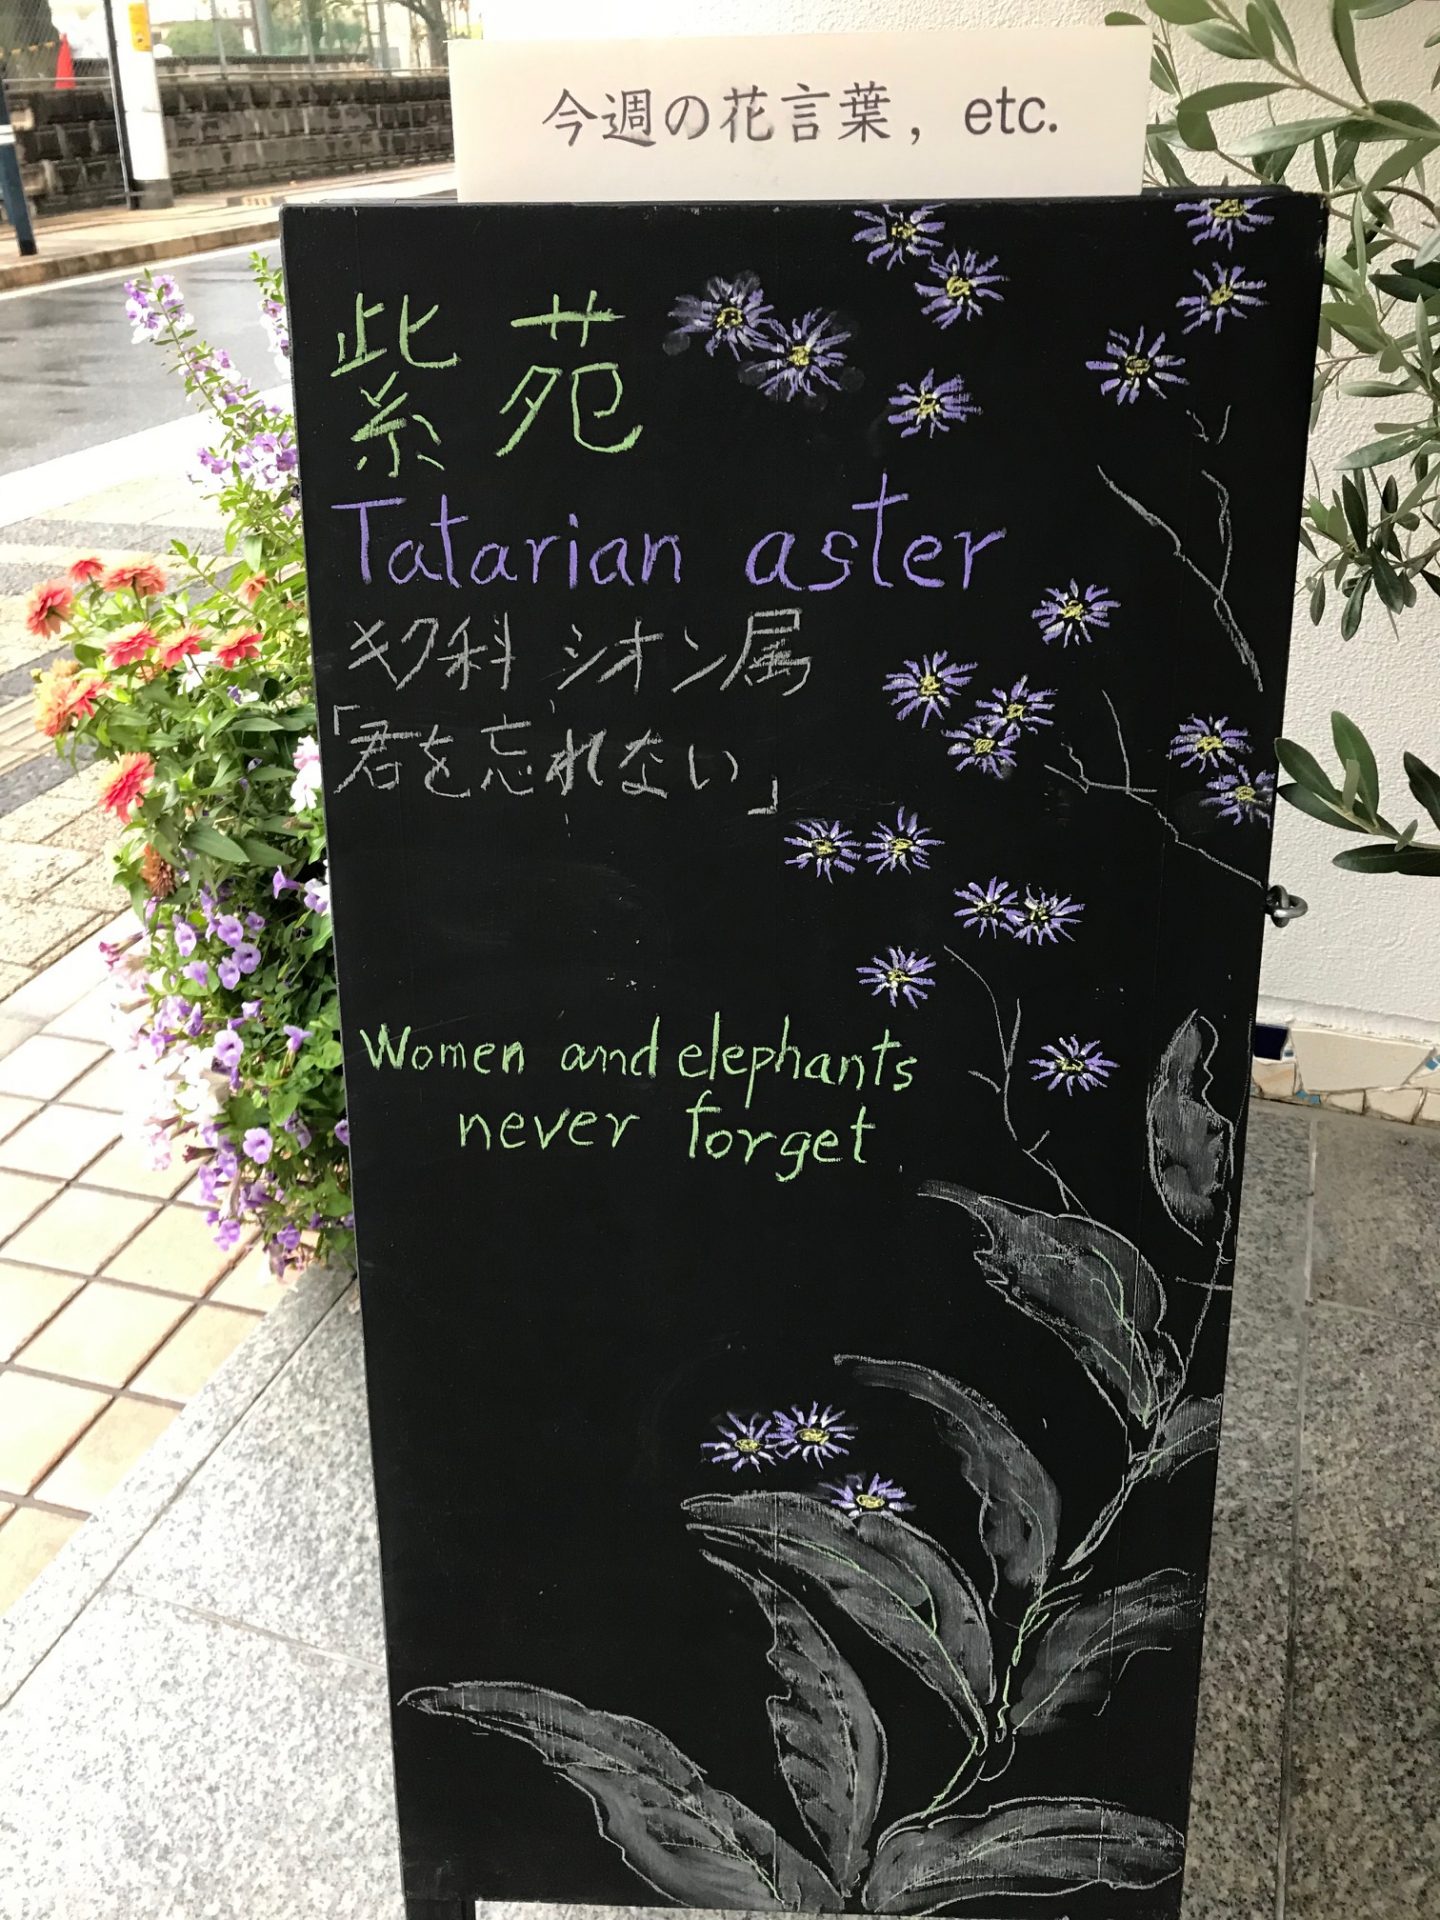 今週の花言葉, etc.
紫苑
Tatarian aster
キク科 シオン属
「君を忘れない」
Women and elephants
never forget